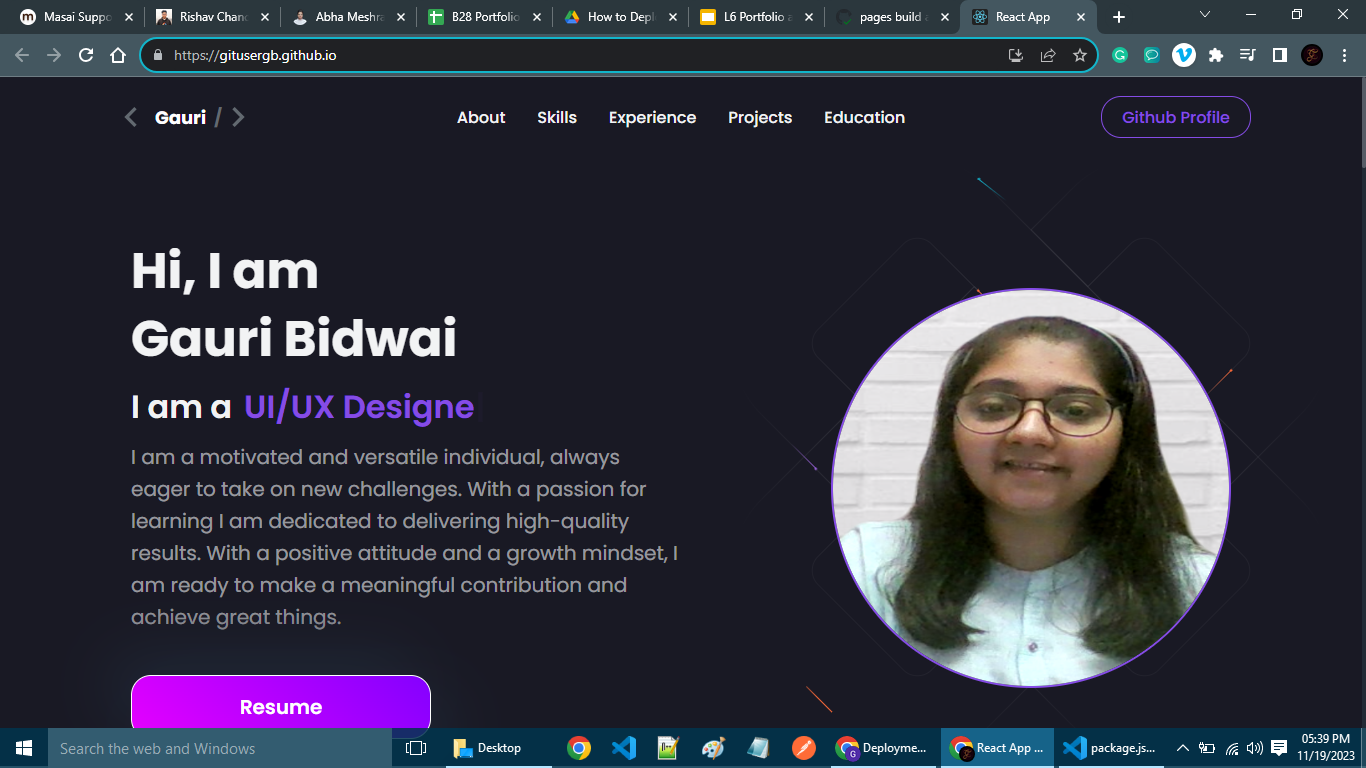 Masai Suppo
Rishav Chand
Abha Meshra
B28 Portfolio
How to Depl
L6 Portfolio a
pages build a
React App
https://gitusergb.github.io
Gauri /
About
Skills
Experience
Projects
Education
Github Profile
Hi, I am
Gauri Bidwai
I am a UI/UX Designe
I am a motivated and versatile individual, always
eager to take on new challenges. With a passion for
learning I am dedicated to delivering high-quality
results. With a positive attitude and a growth mindset, I
am ready to make a meaningful contribution and
achieve great things.
Resume
Search the web and Windows
Desktop
Deployme...
React App ...
package.js...
05:39 PM
11/19/2023